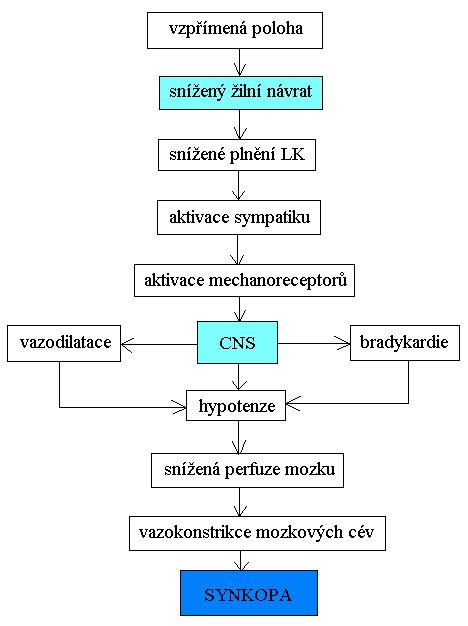 vzpřímená poloha
snížený žilní návrat
snížené plnění LK
aktivace sympatiku
aktivace mechanoreceptorů
vazodilatace
CNS
bradykardie
hypotenze
snížená perfuze mozku
vazokonstrikce mozkových cév
SYNKOPA